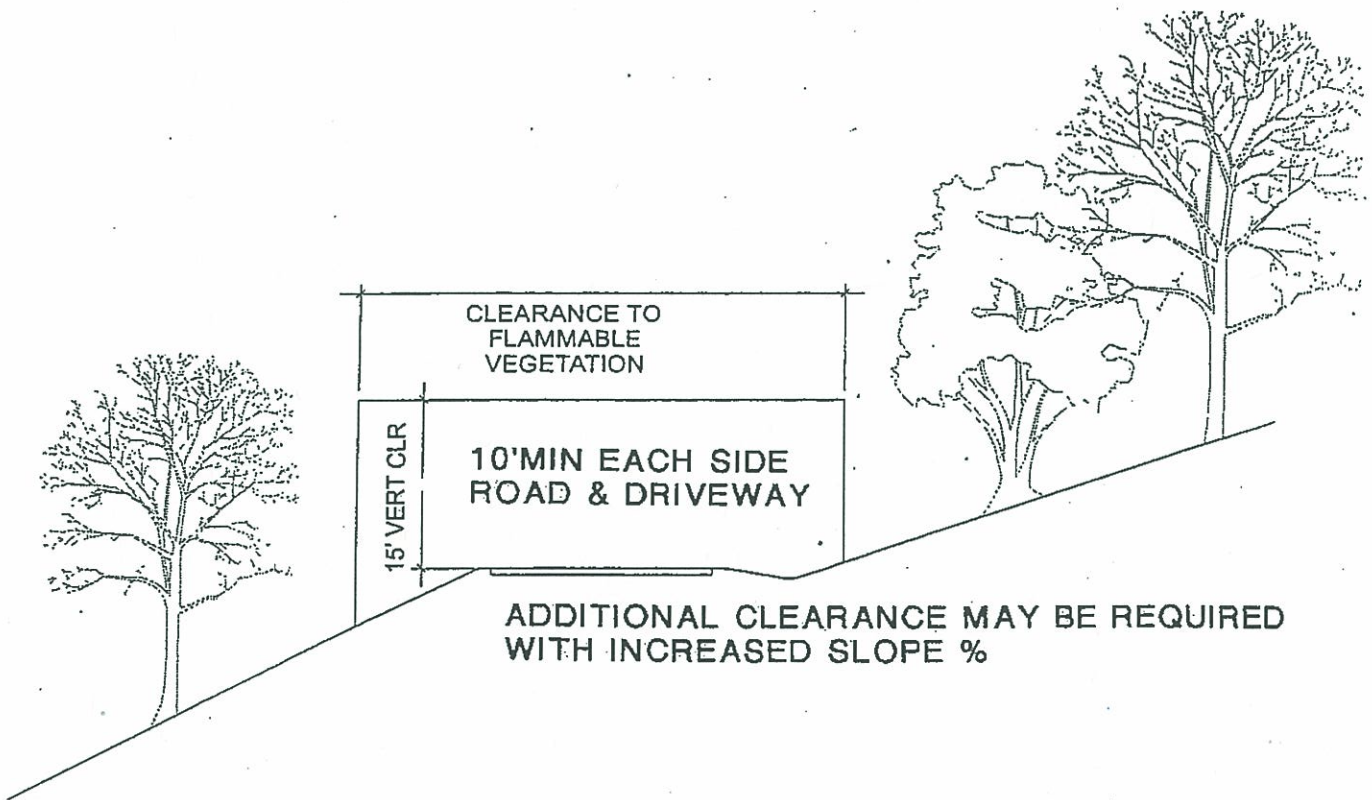 CLEARANCE TO
FLAMMABLE
VEGETATION
15' VERT CLR
10'MIN EACH SIDE
ROAD & DRIVEWAY
ADDITIONAL CLEARANCE MAY BE REQUIRED
WITH INCREASED SLOPE %